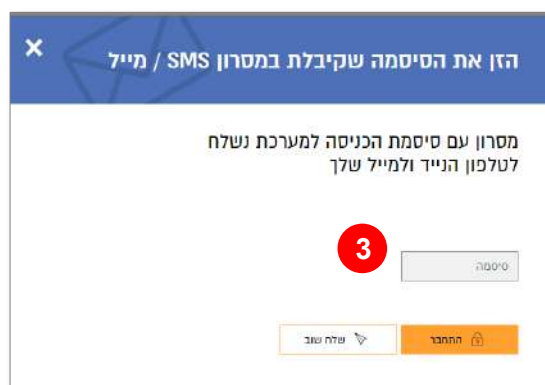 הזן את הסיסמה שקיבלת במסרון SMS / מייל
מסרון עם סיסמת הכניסה למערכת נשלח
לטלפון הנייד ולמייל שלך
3
סיסמה
התחבר
שלח שוב